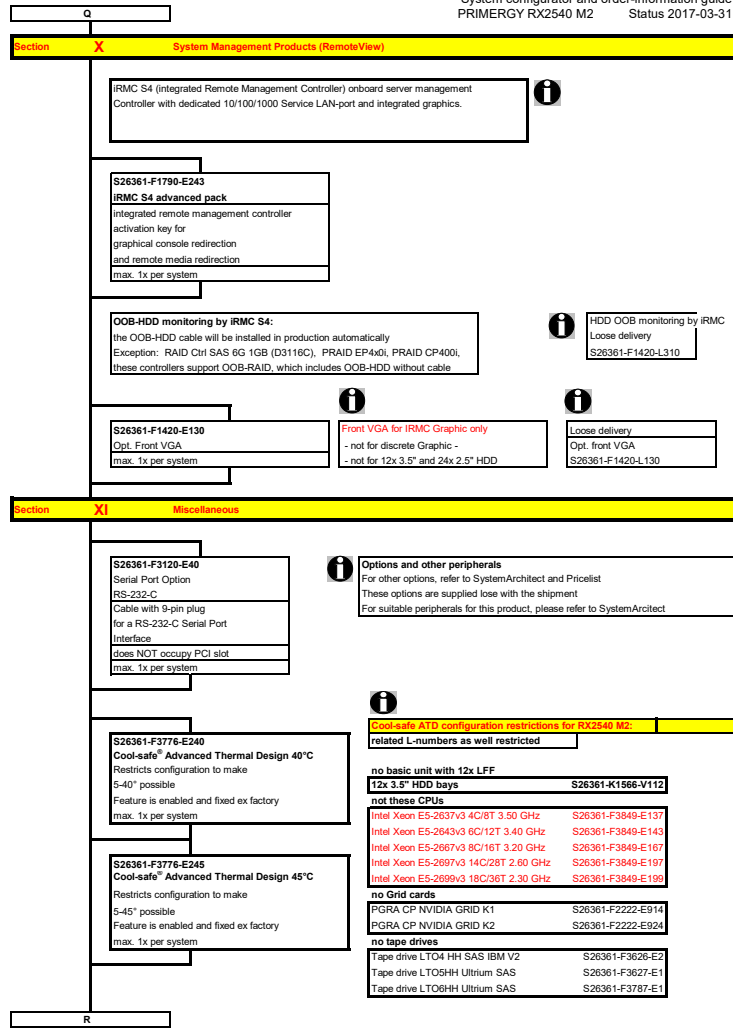 System configurator and order-information guide
Q
PRIMERGY RX2540 M2 Status 2017-03-31
Section X System Management Products (RemoteView)
iRMC S4 (integrated Remote Management Controller) onboard server management
Controller with dedicated 10/100/1000 Service LAN-port and integrated graphics.
S26361-F1790-E243
iRMC S4 advanced pack
integrated remote management controller
activation key for
graphical console redirection
and remote media redirection
max. 1x per system
OOB-HDD monitoring by iRMC S4:
the OOB-HDD cable will be installed in production automatically
Exception: RAID Ctrl SAS 6G 1GB (D3116C), PRAID EP4x0i, PRAID CP400i,
these controllers support OOB-RAID, which includes OOB-HDD without cable
HDD OOB monitoring by iRMC
Loose delivery
S26361-F1420-L310
S26361-F1420-E130
Opt. Front VGA
max. 1x per system
Front VGA for IRMC Graphic only
- not for discrete Graphic -
- not for 12x 3.5" and 24x 2.5" HDD
Loose delivery
Opt. front VGA
S26361-F1420-L130
Section XI Miscellaneous
S26361-F3120-E40
Serial Port Option
RS-232-C
Cable with 9-pin plug
for a RS-232-C Serial Port
Interface
does NOT occupy PCI slot
max. 1x per system
Options and other peripherals
For other options, refer to SystemArchitect and Pricelist
These options are supplied lose with the shipment
For suitable peripherals for this product, please refer to SystemArcitect
S26361-F3776-E240
Cool-safe® Advanced Thermal Design 40°C
Restricts configuration to make
5-40° possible
Feature is enabled and fixed ex factory
max. 1x per system
S26361-F3776-E245
Cool-safe® Advanced Thermal Design 45°C
Restricts configuration to make
5-45° possible
Feature is enabled and fixed ex factory
max. 1x per system
Cool-safe ATD configuration restrictions for RX2540 M2:
related L-numbers as well restricted
no basic unit with 12x LFF
12x 3.5" HDD bays S26361-K1566-V112
not these CPUs
Intel Xeon E5-2637v3 4C/8T 3.50 GHz S26361-F3849-E137
Intel Xeon E5-2643v3 6C/12T 3.40 GHz S26361-F3849-E143
Intel Xeon E5-2667v3 8C/16T 3.20 GHz S26361-F3849-E167
Intel Xeon E5-2697v3 14C/28T 2.60 GHz S26361-F3849-E197
Intel Xeon E5-2699v3 18C/36T 2.30 GHz S26361-F3849-E199
no Grid cards
PGRA CP NVIDIA GRID K1 S26361-F2222-E914
PGRA CP NVIDIA GRID K2 S26361-F2222-E924
no tape drives
Tape drive LTO4 HH SAS IBM V2 S26361-F3626-E2
Tape drive LTO5HH Ultrium SAS S26361-F3627-E1
Tape drive LTO6HH Ultrium SAS S26361-F3787-E1
R